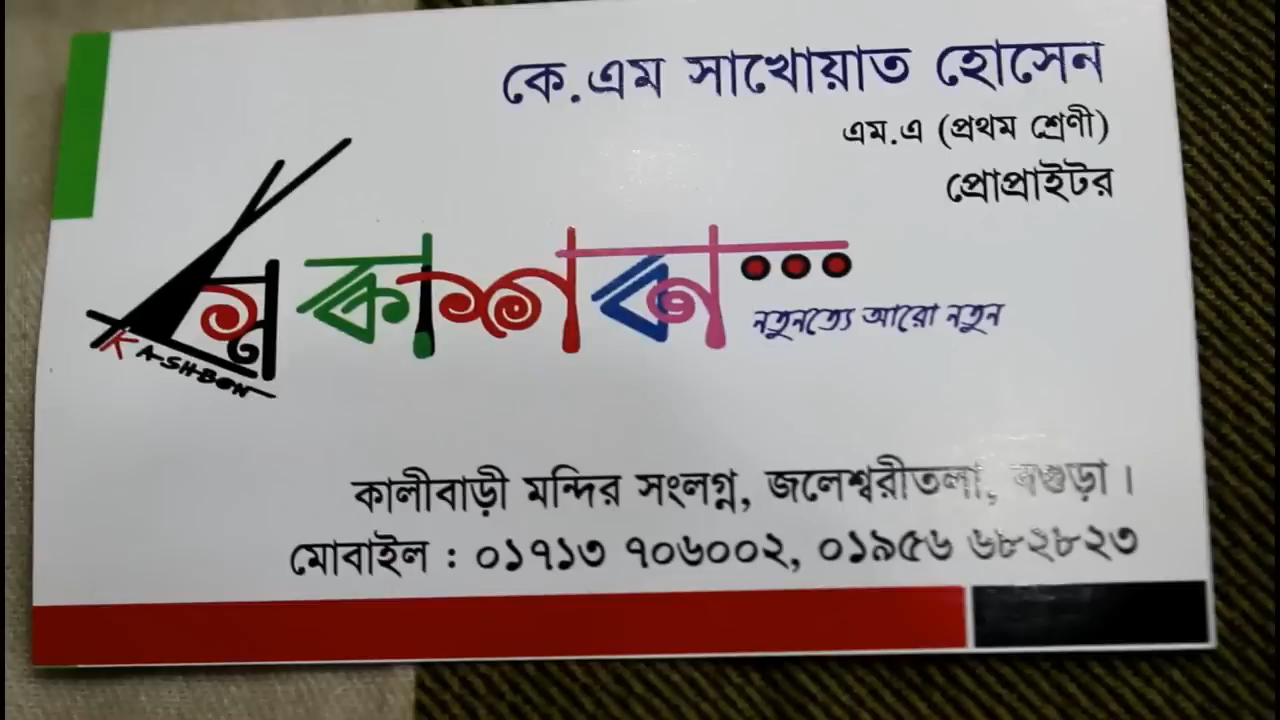 কে.এম সাখোয়াত হোসেন
এম.এ (প্রথম শ্রেণী)
প্রোপ্রাইটর
কাশবন...
KASHBON
নতুনত্যে আরো নতুন
কালীবাড়ী মন্দির সংলগ্ন, জলেশ্বরীতলা, বগুড়া।
মোবাইল : ০১৭১৩ ৭০৬০০২, ০১৯৫৬ ৬৮২৮২৩